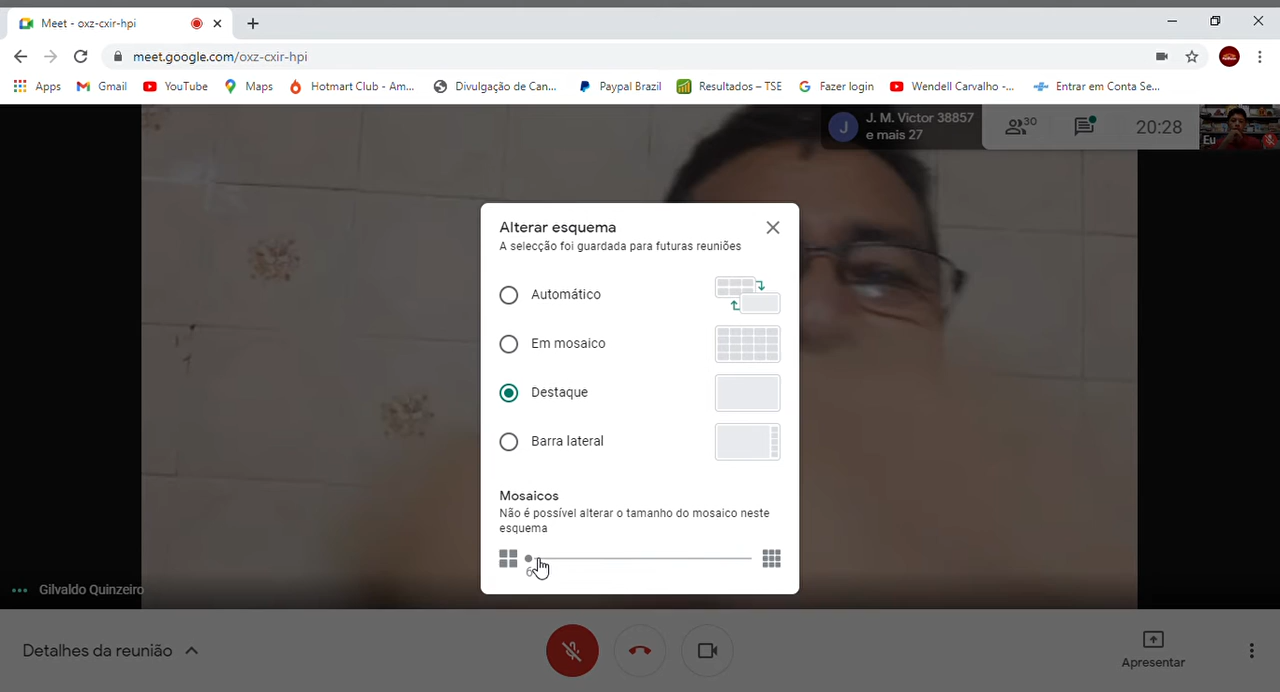 Meet - oxz-cxir-hpi
meet.google.com/oxz-cxir-hpi
Apps
Gmail
YouTube
Maps
Hotmart Club - Am...
Divulgação de Can...
Paypal Brazil
Resultados – TSE
Fazer login
Wendell Carvalho -...
Entrar em Conta Se...
J
J. M. Victor 38857
e mais 27
30
20:28
Eu
Alterar esquema
A selecção foi guardada para futuras reuniões
Automático
Em mosaico
Destaque
Barra lateral
Mosaicos
Não é possível alterar o tamanho do mosaico neste
esquema
6
Gilvaldo Quinzeiro
Detalhes da reunião
Apresentar